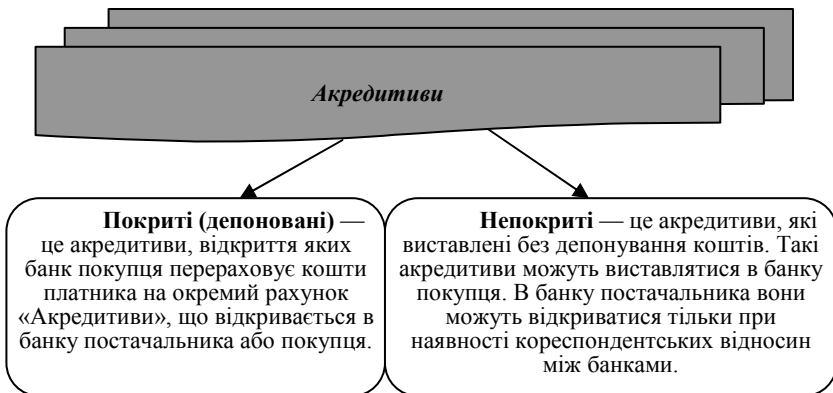 Акредитиви
Покриті (депоновані) —
це акредитиви, відкриття яких
банк покупця перераховує кошти
платника на окремий рахунок
«Акредитиви», що відкривається в
банку постачальника або покупця.
Непокриті — це акредитиви, які
виставлені без депонування коштів. Такі
акредитиви можуть виставлятися в банку
покупця. В банку постачальника вони
можуть відкриватися тільки при
наявності кореспондентських відносин
між банками.